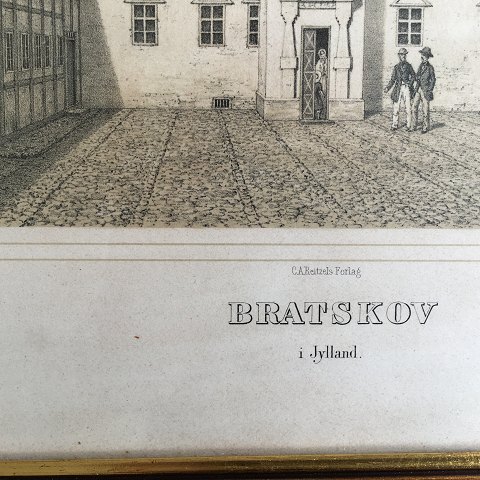 C.A.Reitzels Forlag
BRATSKOV
i Jylland.